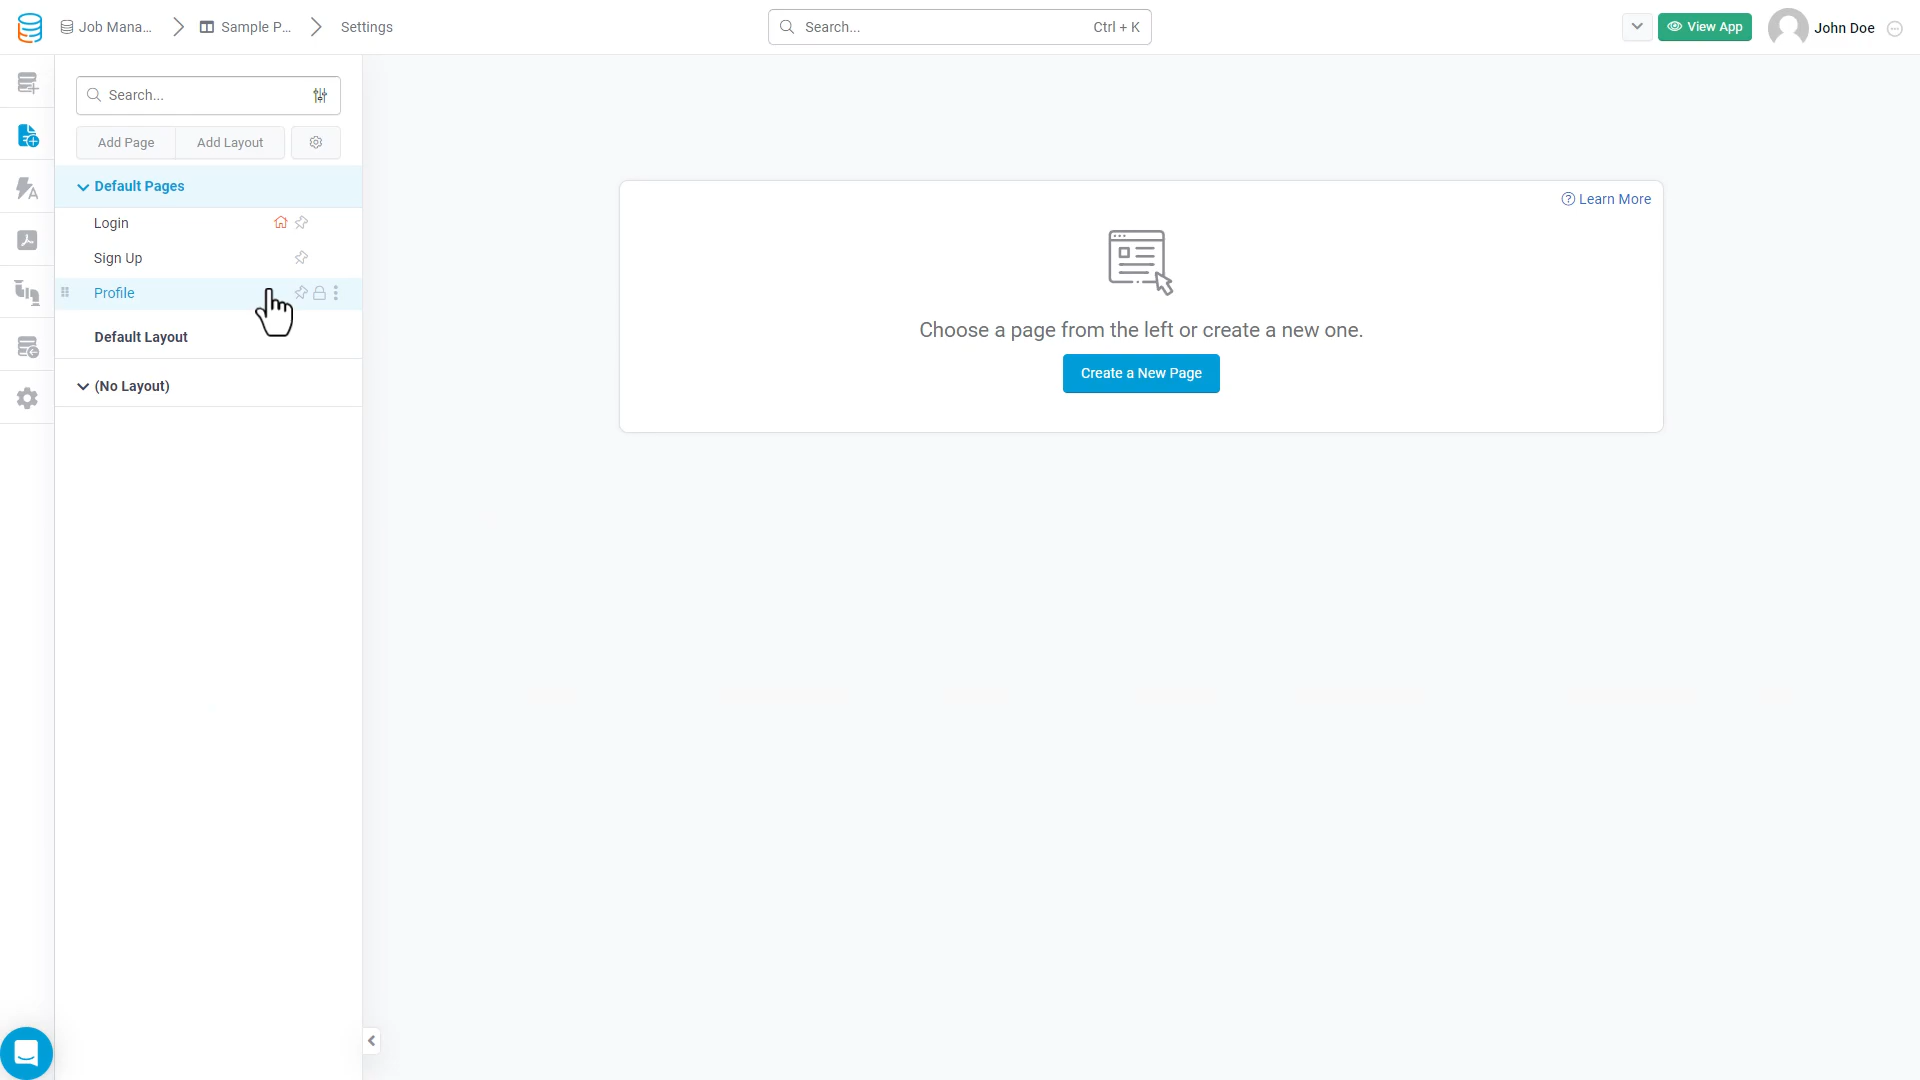 Job Mana...
Sample P...
Settings
Search...
Ctrl + K
View App
John Doe
Search...
Add Page
Add Layout
Default Pages
Login
Sign Up
Profile
Default Layout
(No Layout)
Learn More
Choose a page from the left or create a new one.
Create a New Page